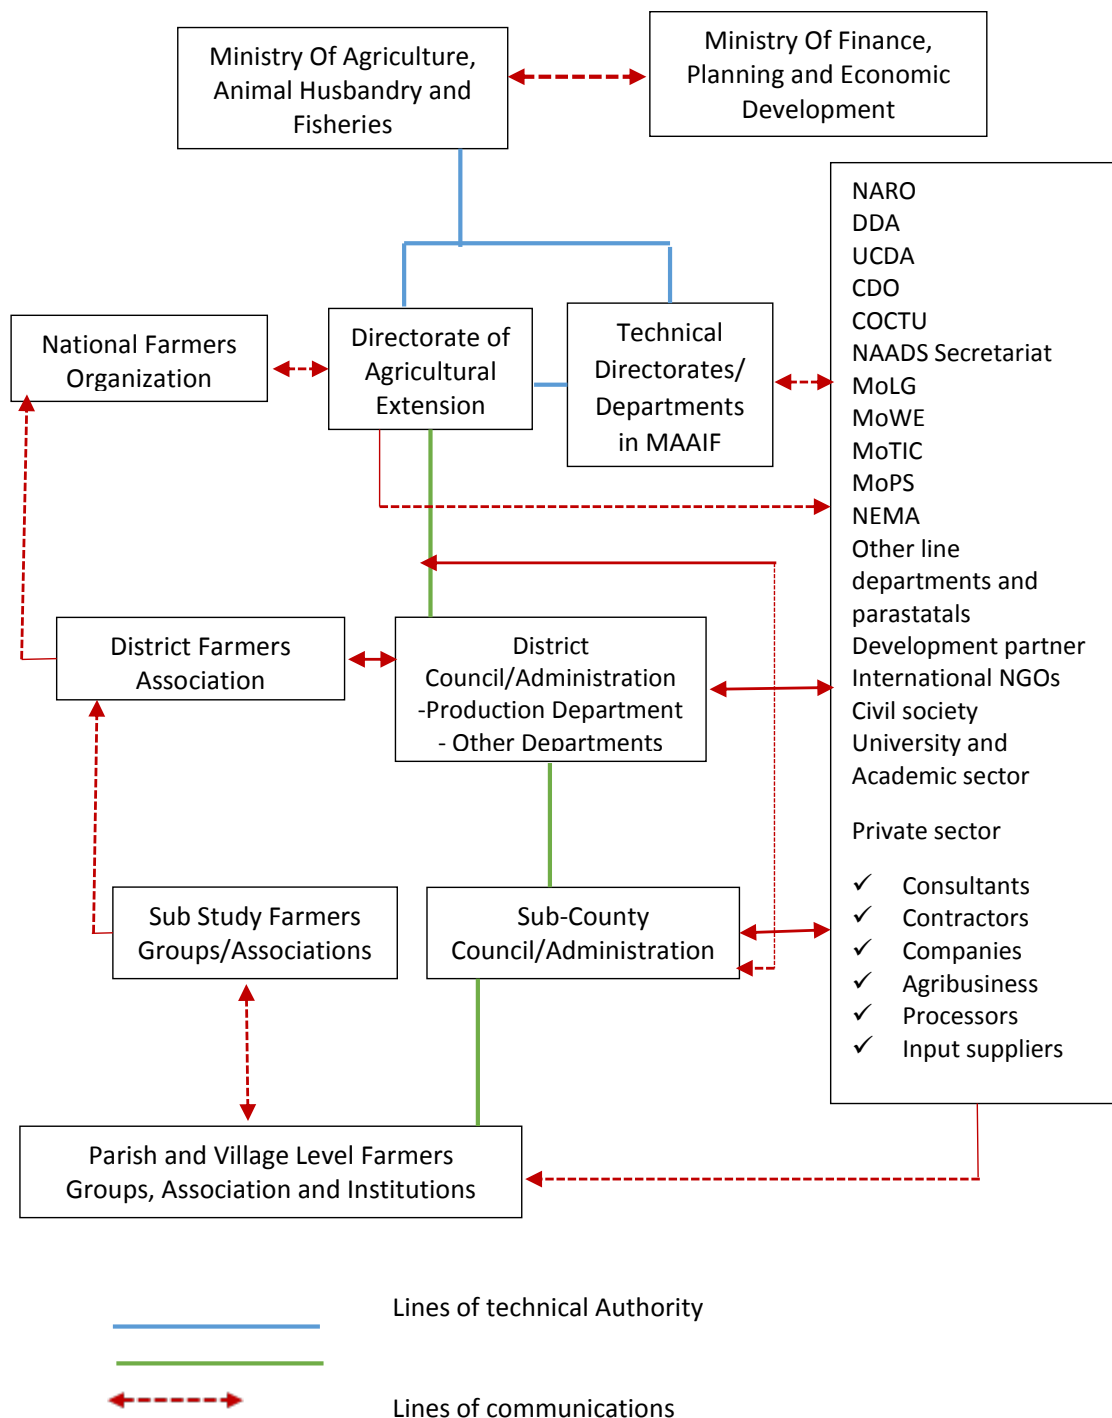 Ministry Of Agriculture,
Animal Husbandry and
Fisheries
Ministry Of Finance,
Planning and Economic
Development
NARO
DDA
UCDA
CDO
COCTU
NAADS Secretariat
MoLG
MoWE
MoTIC
MoPS
NEMA
Other line
departments and
parastatals
Development partner
International NGOs
Civil society
University and
Academic sector
Private sector
✓ Consultants
✓ Contractors
✓ Companies
✓ Agribusiness
✓ Processors
✓ Input suppliers
National Farmers
Organization
Directorate of
Agricultural
Extension
Technical
Directorates/
Departments
in MAAIF
District Farmers
Association
District
Council/Administration
-Production Department
- Other Departments
Sub Study Farmers
Groups/Associations
Sub-County
Council/Administration
Parish and Village Level Farmers
Groups, Association and Institutions
Lines of technical Authority
Lines of communications